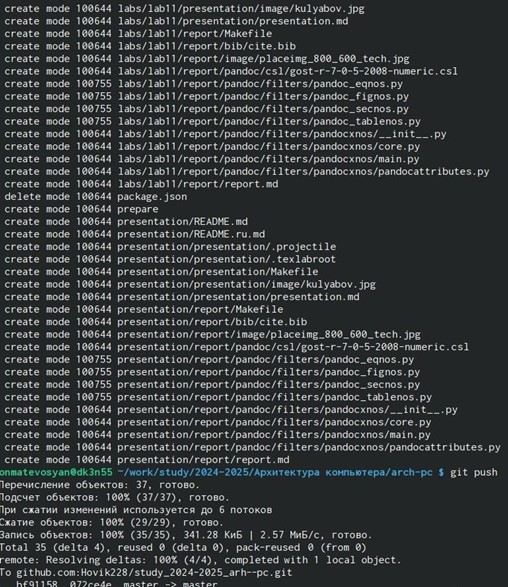 create mode 100644 labs/lab11/presentation/image/kulyabov.jpg
create mode 100644 labs/lab11/presentation/presentation.md
create mode 100644 labs/lab11/report/Makefile
create mode 100644 labs/lab11/report/bib/cite.bib
create mode 100644 labs/lab11/report/image/placeimg_800_600_tech.jpg
create mode 100644 labs/lab11/report/pandoc/csl/gost-r-7-0-5-2008-numeric.csl
create mode 100755 labs/lab11/report/pandoc/filters/pandoc_eqnos.py
create mode 100755 labs/lab11/report/pandoc/filters/pandoc_fignos.py
create mode 100755 labs/lab11/report/pandoc/filters/pandoc_secnos.py
create mode 100755 labs/lab11/report/pandoc/filters/pandoc_tablenos.py
create mode 100644 labs/lab11/report/pandoc/filters/pandocxnos/__init__.py
create mode 100644 labs/lab11/report/pandoc/filters/pandocxnos/core.py
create mode 100644 labs/lab11/report/pandoc/filters/pandocxnos/main.py
create mode 100644 labs/lab11/report/pandoc/filters/pandocxnos/pandocattributes.py
create mode 100644 labs/lab11/report/report.md
delete mode 100644 package.json
create mode 100644 prepare
create mode 100644 presentation/README.md
create mode 100644 presentation/README.ru.md
create mode 100644 presentation/presentation/.projectile
create mode 100644 presentation/presentation/.texlabroot
create mode 100644 presentation/presentation/Makefile
create mode 100644 presentation/presentation/image/kulyabov.jpg
create mode 100644 presentation/presentation/presentation.md
create mode 100644 presentation/report/Makefile
create mode 100644 presentation/report/bib/cite.bib
create mode 100644 presentation/report/image/placeimg_800_600_tech.jpg
create mode 100644 presentation/report/pandoc/csl/gost-r-7-0-5-2008-numeric.csl
create mode 100755 presentation/report/pandoc/filters/pandoc_eqnos.py
create mode 100755 presentation/report/pandoc/filters/pandoc_fignos.py
create mode 100755 presentation/report/pandoc/filters/pandoc_secnos.py
create mode 100755 presentation/report/pandoc/filters/pandoc_tablenos.py
create mode 100644 presentation/report/pandoc/filters/pandocxnos/__init__.py
create mode 100644 presentation/report/pandoc/filters/pandocxnos/core.py
create mode 100644 presentation/report/pandoc/filters/pandocxnos/main.py
create mode 100644 presentation/report/pandoc/filters/pandocxnos/pandocattributes.py
create mode 100644 presentation/report/report.md
onmatevosyan@dk3n55 ~/work/study/2024-2025/Архитектура компьютера/arch-pc $ git push
Перечисление объектов: 37, готово.
Подсчет объектов: 100% (37/37), готово.
При сжатии изменений используется до 6 потоков
Сжатие объектов: 100% (29/29), готово.
Запись объектов: 100% (35/35), 341.28 КиБ | 2.57 МиБ/с, готово.
Total 35 (delta 4), reused 0 (delta 0), pack-reused 0 (from 0)
remote: Resolving deltas: 100% (4/4), completed with 1 local object.
To github.com:Hovik228/study_2024-2025_arh--pc.git
bf91158..072ce4e master -> master